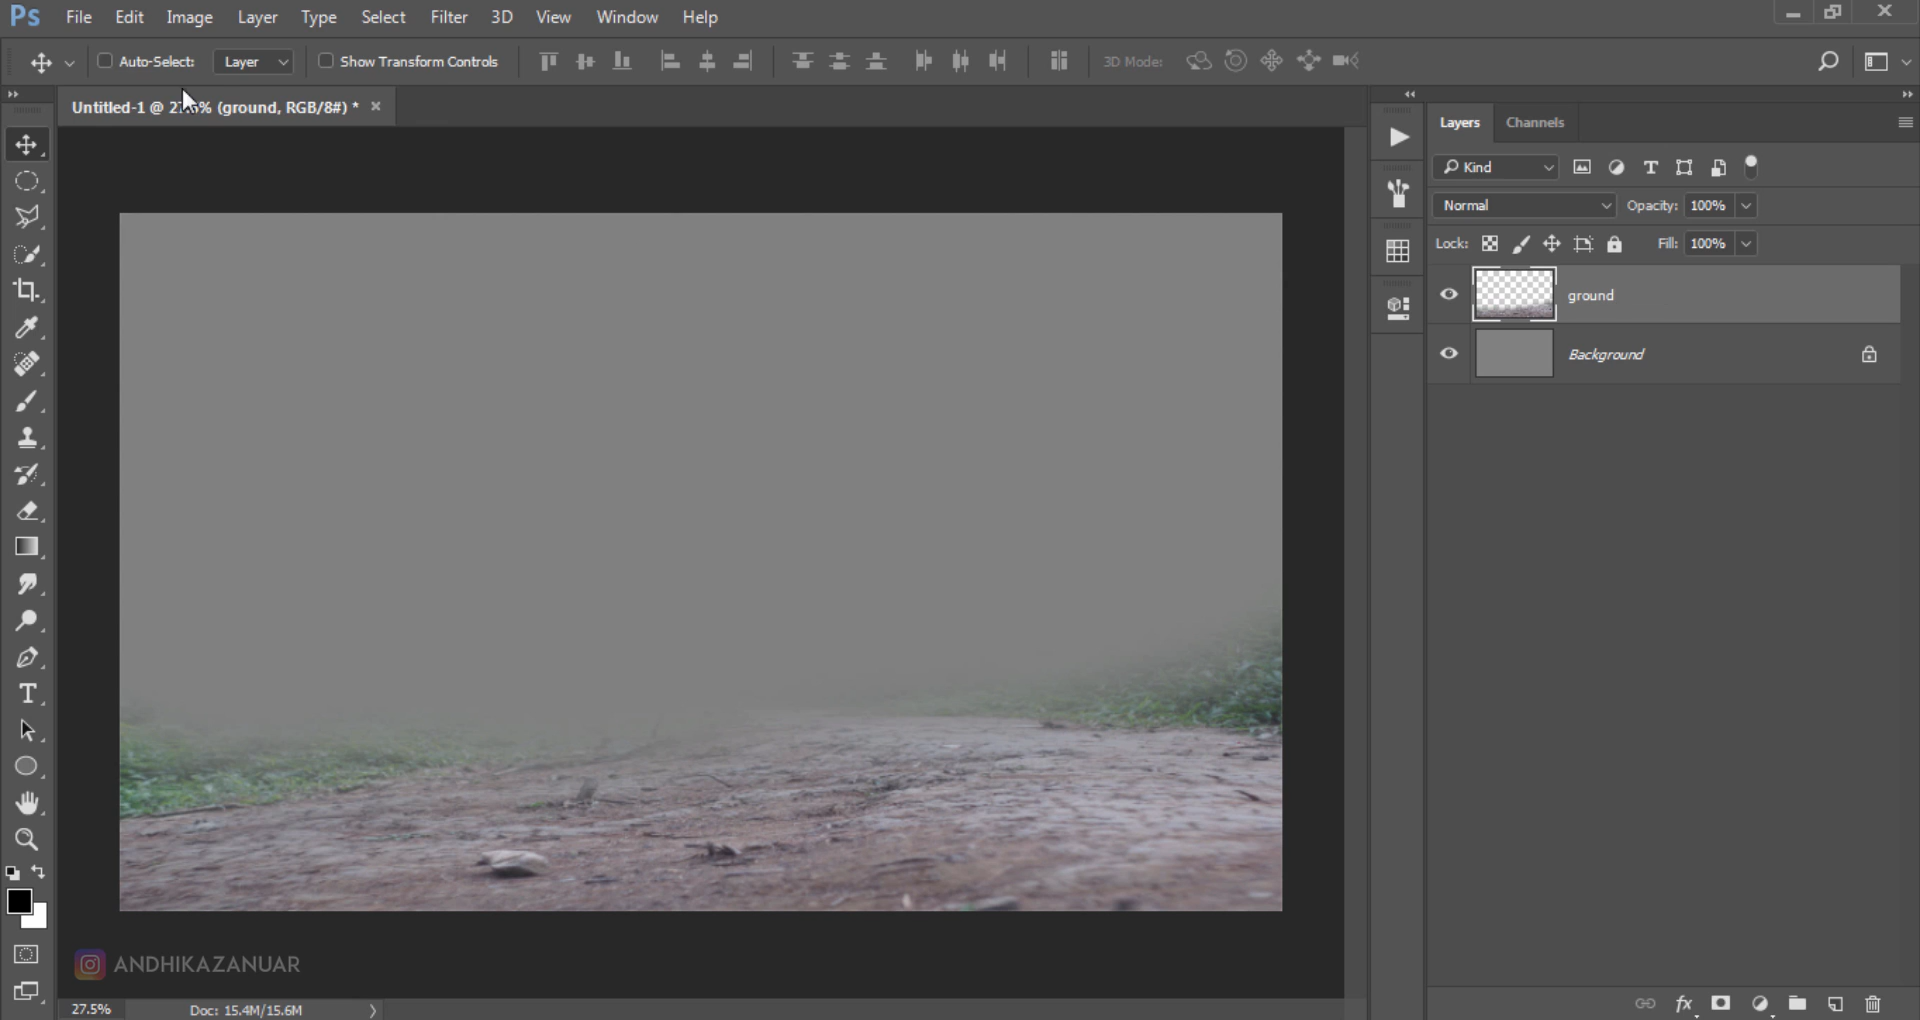 Ps File Edit Image Layer Type Select Filter 3D View Window Help
Auto-Select: Layer Show Transform Controls 3D Mode:
Untitled-1 @ 27.5% (ground, RGB/8#) *
Layers Channels
Kind
Normal Opacity: 100%
Lock: Fill: 100%
ground
Background
ANDHIKAZANUAR
27.5% Doc: 15.4M/15.6M